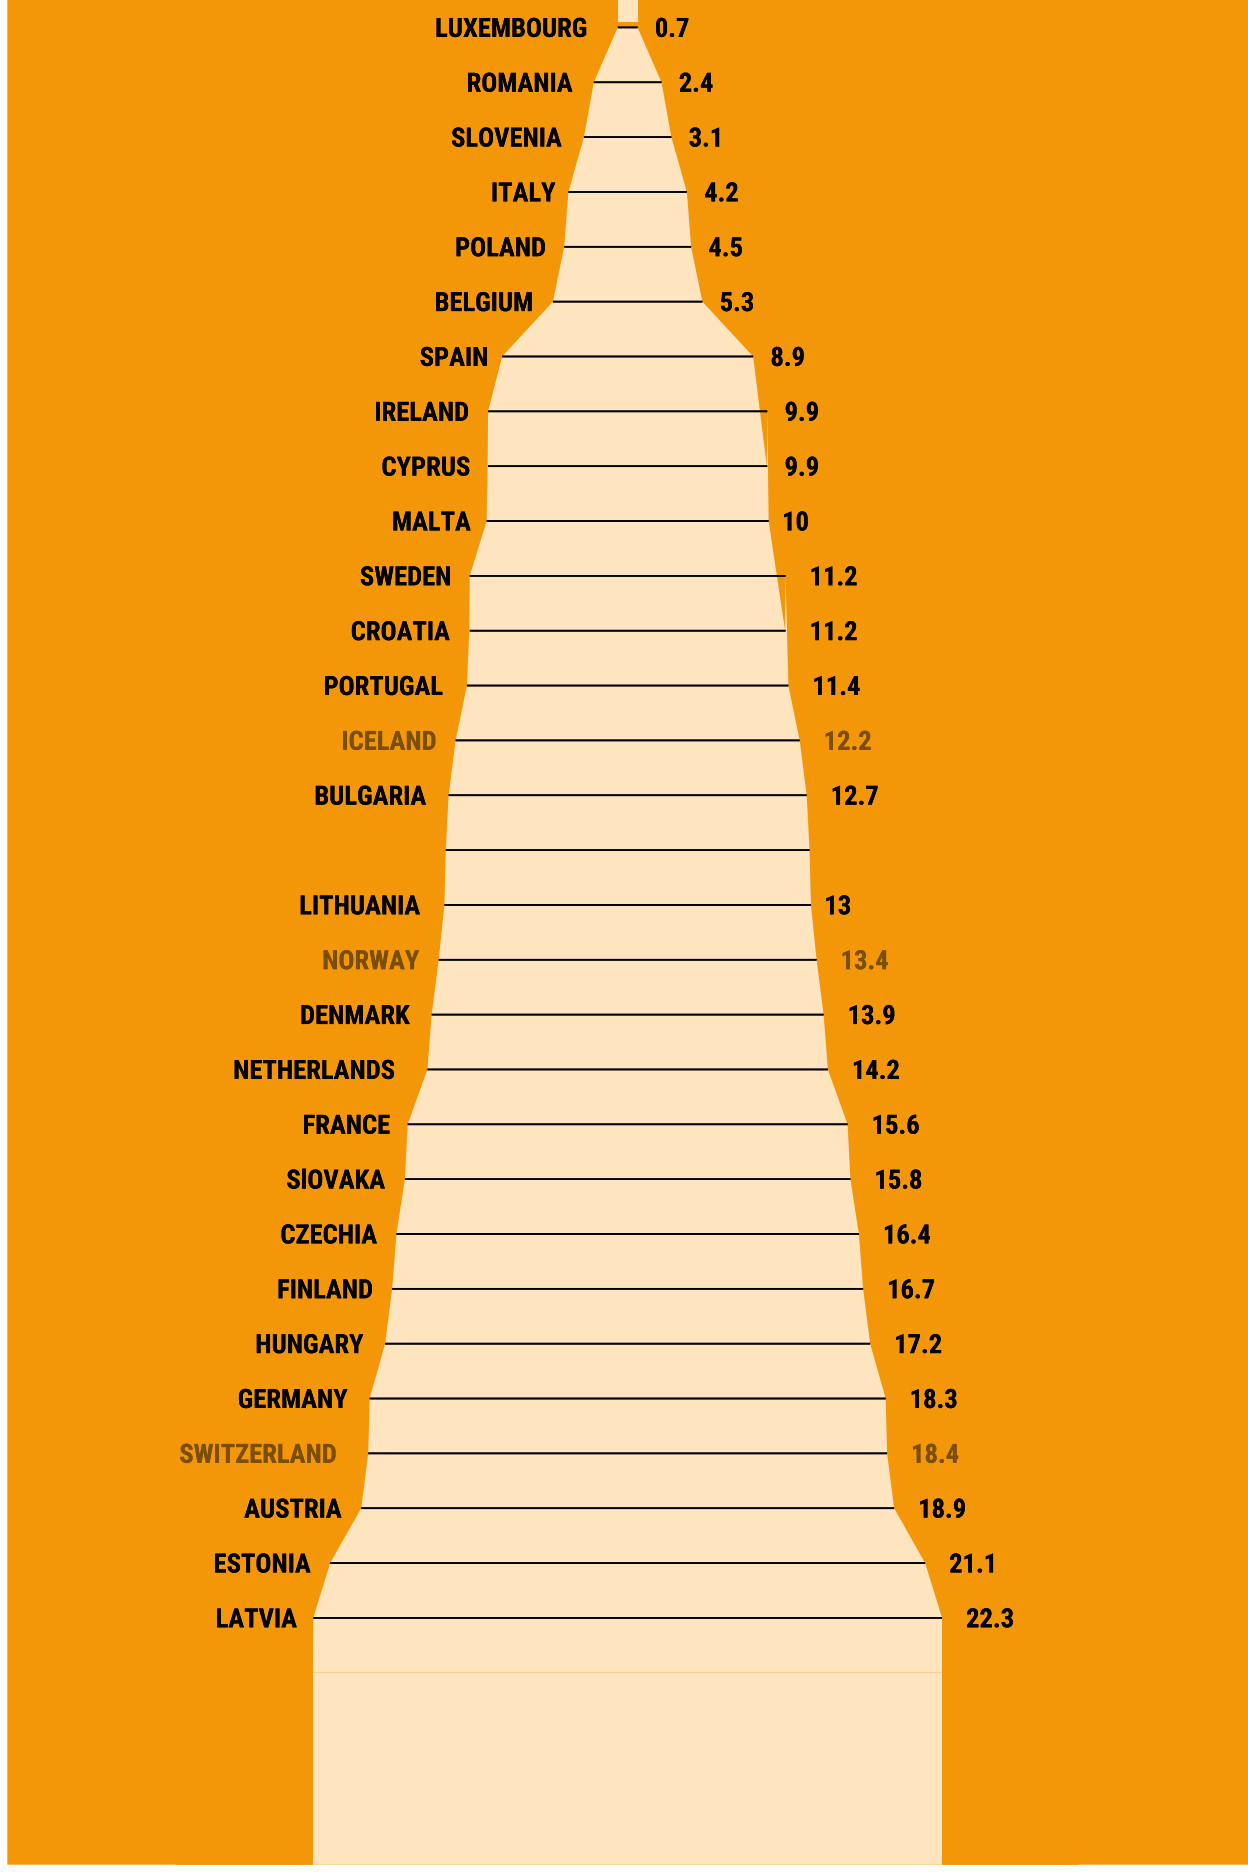 LUXEMBOURG 0.7
ROMANIA 2.4
SLOVENIA 3.1
ITALY 4.2
POLAND 4.5
BELGIUM 5.3
SPAIN 8.9
IRELAND 9.9
CYPRUS 9.9
MALTA 10
SWEDEN 11.2
CROATIA 11.2
PORTUGAL 11.4
ICELAND 12.2
BULGARIA 12.7
LITHUANIA 13
NORWAY 13.4
DENMARK 13.9
NETHERLANDS 14.2
FRANCE 15.6
SlOVAKA 15.8
CZECHIA 16.4
FINLAND 16.7
HUNGARY 17.2
GERMANY 18.3
SWITZERLAND 18.4
AUSTRIA 18.9
ESTONIA 21.1
LATVIA 22.3